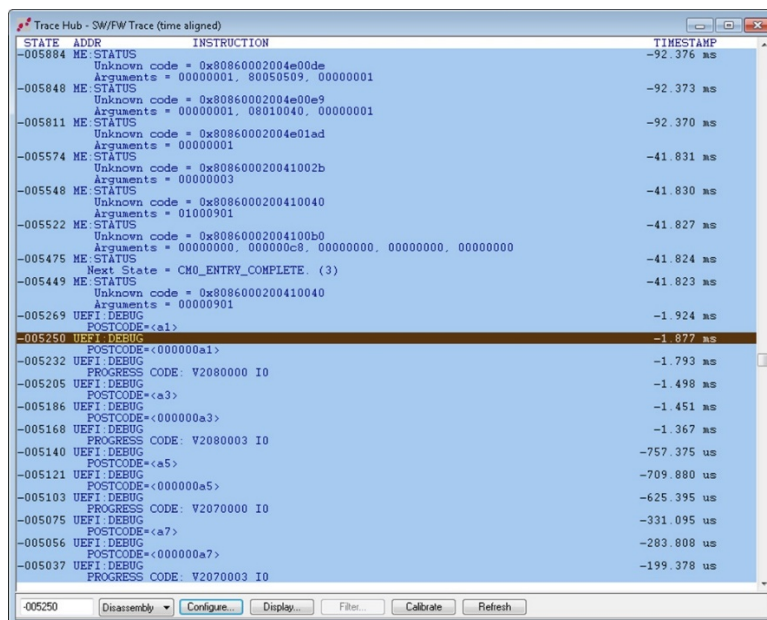 Trace Hub - SW/FW Trace (time aligned)
STATE ADDR INSTRUCTION TIMESTAMP
-005884 ME:STATUS -92.376 ms
Unknown code = 0x80860002004e00de
Arguments = 00000001, 80050509, 00000001
-005848 ME:STATUS -92.373 ms
Unknown code = 0x80860002004e00e9
Arguments = 00000001, 08010040, 00000001
-005811 ME:STATUS -92.370 ms
Unknown code = 0x80860002004e01ad
Arguments = 00000001
-005574 ME:STATUS -41.831 ms
Unknown code = 0x808600020041002b
Arguments = 00000003
-005548 ME:STATUS -41.830 ms
Unknown code = 0x8086000200410040
Arguments = 01000901
-005522 ME:STATUS -41.827 ms
Unknown code = 0x80860002004100b0
Arguments = 00000000, 000000c8, 00000000, 00000000, 00000000
-005475 ME:STATUS -41.824 ms
Next State = CM0_ENTRY_COMPLETE. (3)
-005449 ME:STATUS -41.823 ms
Unknown code = 0x8086000200410040
Arguments = 00000901
-005269 UEFI:DEBUG -1.924 ms
POSTCODE=<a1>
-005250 UEFI:DEBUG -1.877 ms
POSTCODE=<000000a1>
-005232 UEFI:DEBUG -1.793 ms
PROGRESS CODE: V2080000 I0
-005205 UEFI:DEBUG -1.498 ms
POSTCODE=<a3>
-005186 UEFI:DEBUG -1.451 ms
POSTCODE=<000000a3>
-005168 UEFI:DEBUG -1.367 ms
PROGRESS CODE: V2080003 I0
-005140 UEFI:DEBUG -757.375 us
POSTCODE=<a5>
-005121 UEFI:DEBUG -709.880 us
POSTCODE=<000000a5>
-005103 UEFI:DEBUG -625.395 us
PROGRESS CODE: V2070000 I0
-005075 UEFI:DEBUG -331.095 us
POSTCODE=<a7>
-005056 UEFI:DEBUG -283.808 us
POSTCODE=<000000a7>
-005037 UEFI:DEBUG -199.378 us
PROGRESS CODE: V2070003 I0
-005250 Disassembly Configure... Display... Filter... Calibrate Refresh